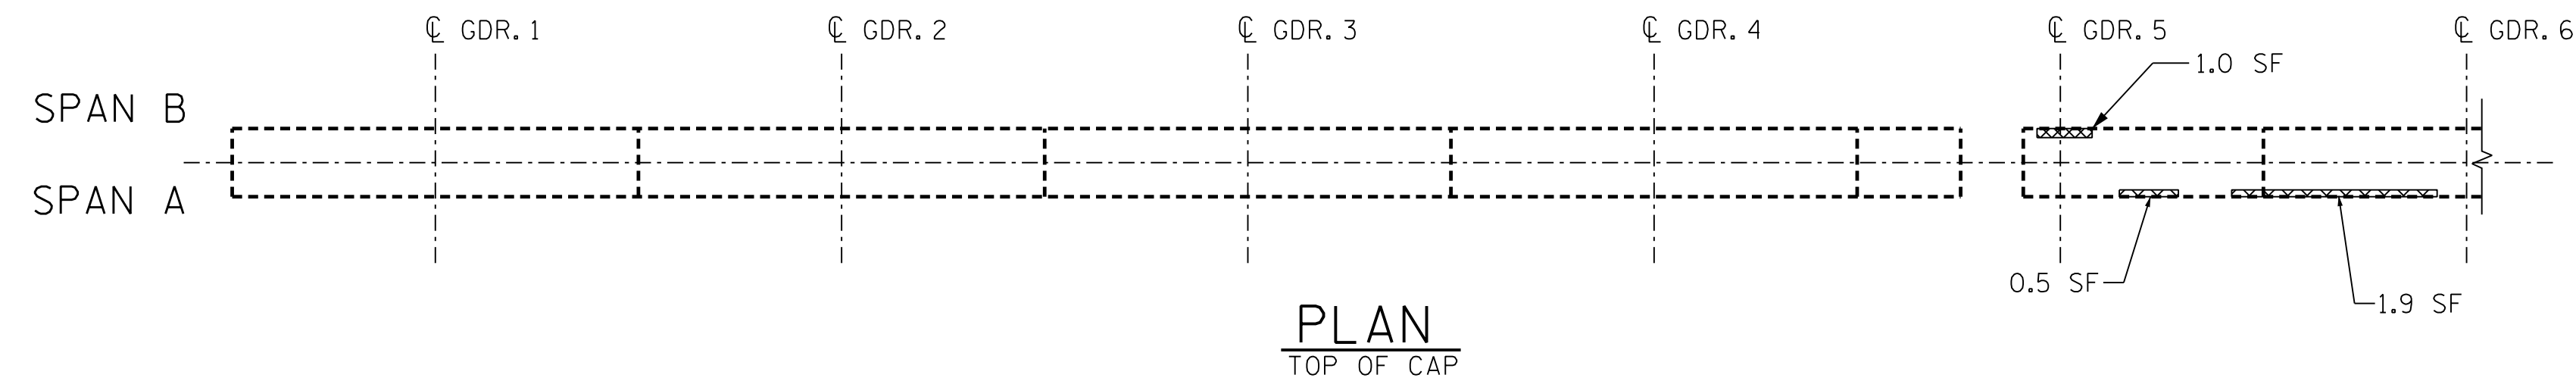 ℄ GDR. 1
℄ GDR. 2
℄ GDR. 3
℄ GDR. 4
℄ GDR. 5
℄ GDR. 6
1.0 SF
SPAN B
SPAN A
0.5 SF
1.9 SF
PLAN
TOP OF CAP